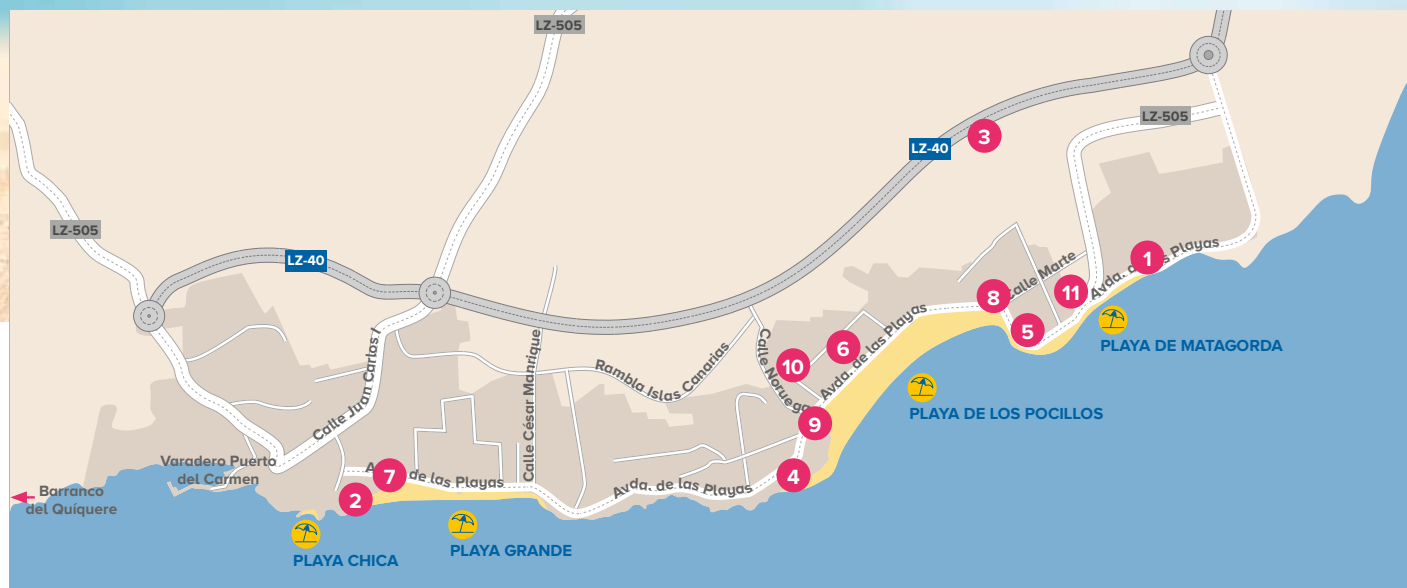 LZ-505
3
LZ-40
LZ-505
LZ-505
LZ-40
1
Avda. de las Playas
Calle Marte
8
11
5
PLAYA DE MATAGORDA
Calle Juan Carlos I
Calle César Manrique
Rambla Islas Canarias
Calle Noruega
10
6
Avda. de las Playas
PLAYA DE LOS POCILLOS
9
4
Avda. de las Playas
Varadero Puerto
del Carmen
7
de las Playas
2
Barranco
del Quíquere
PLAYA CHICA
PLAYA GRANDE